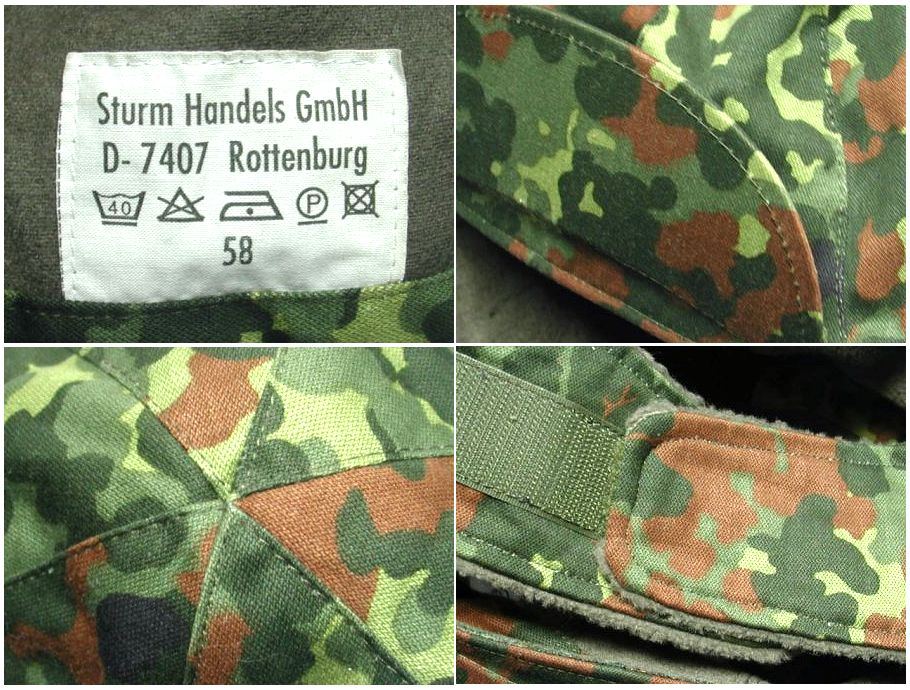 Sturm Handels GmbH
D- 7407 Rottenburg
40 P
58